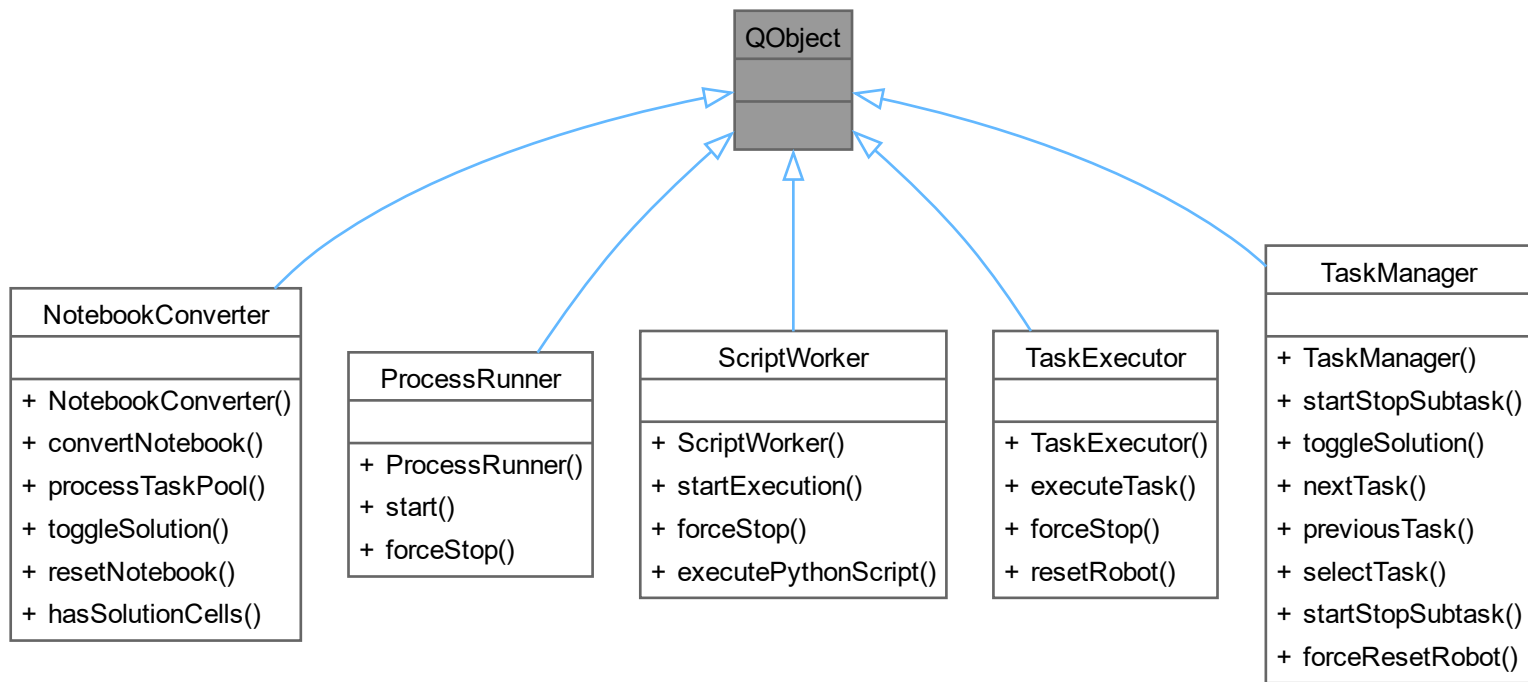 QObject
NotebookConverter
+ NotebookConverter()
+ convertNotebook()
+ processTaskPool()
+ toggleSolution()
+ resetNotebook()
+ hasSolutionCells()
ProcessRunner
+ ProcessRunner()
+ start()
+ forceStop()
ScriptWorker
+ ScriptWorker()
+ startExecution()
+ forceStop()
+ executePythonScript()
TaskExecutor
+ TaskExecutor()
+ executeTask()
+ forceStop()
+ resetRobot()
TaskManager
+ TaskManager()
+ startStopSubtask()
+ toggleSolution()
+ nextTask()
+ previousTask()
+ selectTask()
+ startStopSubtask()
+ forceResetRobot()